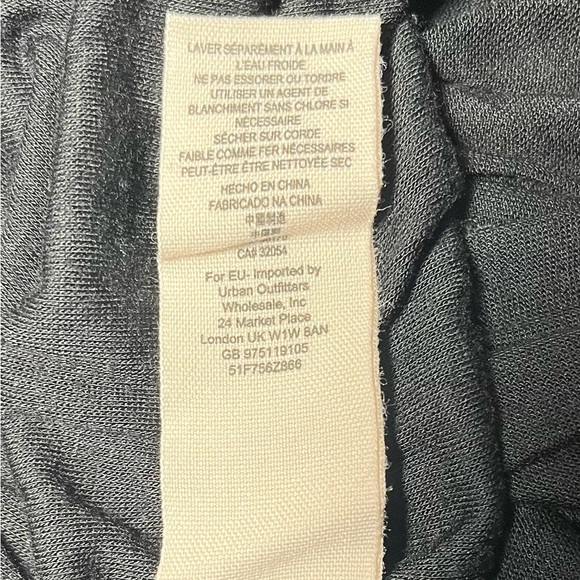 LAVER SÉPARÉMENT À LA MAIN À
L'EAU FROIDE
NE PAS ESSORER OU TORDRE
UTILISER UN AGENT DE
BLANCHIMENT SANS CHLORE SI
NÉCESSAIRE
SÉCHER SUR CORDE
FAIBLE COMME FER NÉCESSAIRE
PEUT-ÊTRE ÊTRE NETTOYÉE SEC
HECHO EN CHINA
FABRICADO NA CHINA
中國制造
CA# 32054
For EU- Imported by
Urban Outfitters
Wholesale, Inc
24 Market Place
London UK W1W 8AN
GB 975119105
51F756Z866